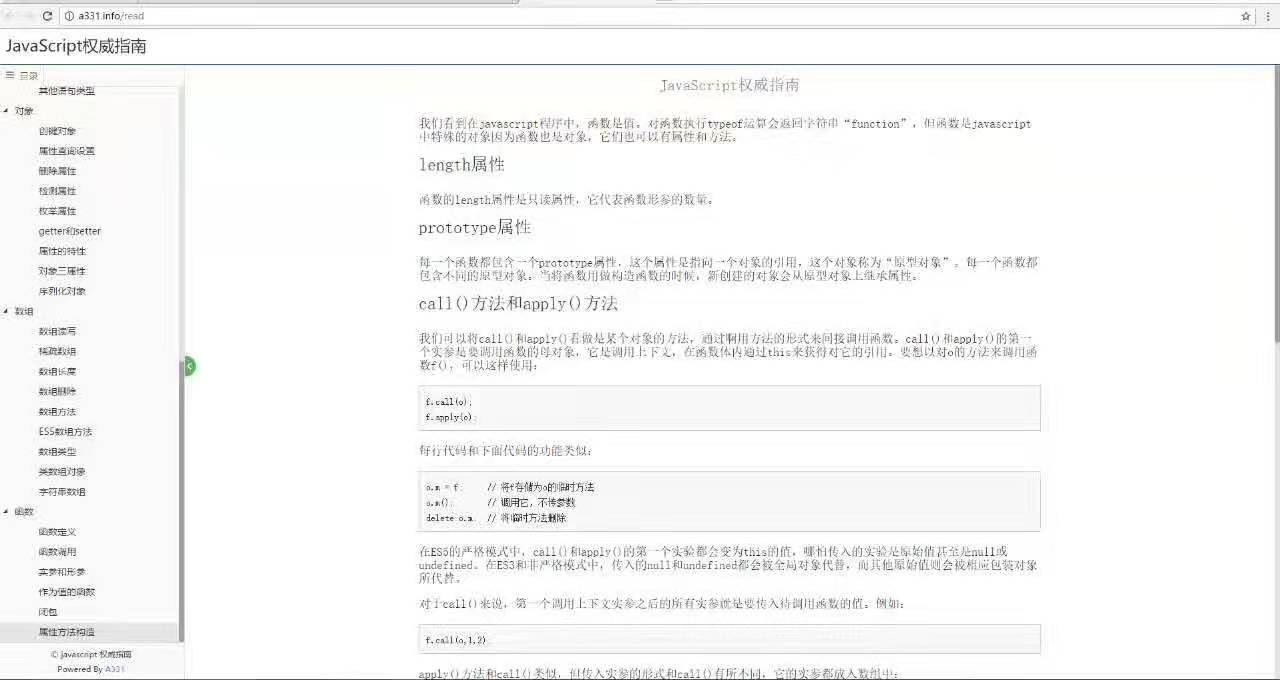 a331.info/read
JavaScript权威指南
目录
其他语句类型
对象
创建对象
属性查询设置
删除属性
检测属性
枚举属性
getter和setter
属性的特性
对象三属性
序列化对象
数组
数组读写
稀疏数组
数组长度
数组删除
数组方法
ES5数组方法
数组类型
类数组对象
字符串数组
函数
函数定义
函数调用
实参和形参
作为值的函数
闭包
属性方法构造
© Javascript 权威指南
Powered By A331
JavaScript权威指南
我们看到在javascript程序中，函数是值。对函数执行typeof运算会返回字符串“function”，但函数是javascript
中特殊的对象因为函数也是对象，它们也可以有属性和方法。
length属性
函数的length属性是只读属性，它代表函数形参的数量。
prototype属性
每一个函数都包含一个prototype属性，这个属性是指向一个对象的引用，这个对象称为“原型对象”。每一个函数都
包含不同的原型对象。当将函数用做构造函数的时候，新创建的对象会从原型对象上继承属性。
call()方法和apply()方法
我们可以将call()和apply()看做是某个对象的方法，通过啊用方法的形式来间接调用函数。call()和apply()的第一
个实参是要调用函数的母对象，它是调用上下文，在函数体内通过this来获得对它的引用。要想以对o的方法来调用函
数f()，可以这样使用：
f.call(o);
f.apply(o);
每行代码和下面代码的功能类似：
o.m = f; // 将f存储为o的临时方法
o.m(); // 调用它，不传参数
delete o.m; // 将临时方法删除
在ES5的严格模式中，call()和apply()的第一个实验都会变为this的值，哪怕传入的实验是原始值甚至是null或
undefined。在ES3和非严格模式中，传入的null和undefined都会被全局对象代替，而其他原始值则会被相应包装对象
所代替。
对于call()来说，第一个调用上下文实参之后的所有实参就是要传入待调用函数的值。例如：
f.call(o,1,2)
apply()方法和call()类似，但传入实参的形式和call()有所不同，它的实参都放入数组中：